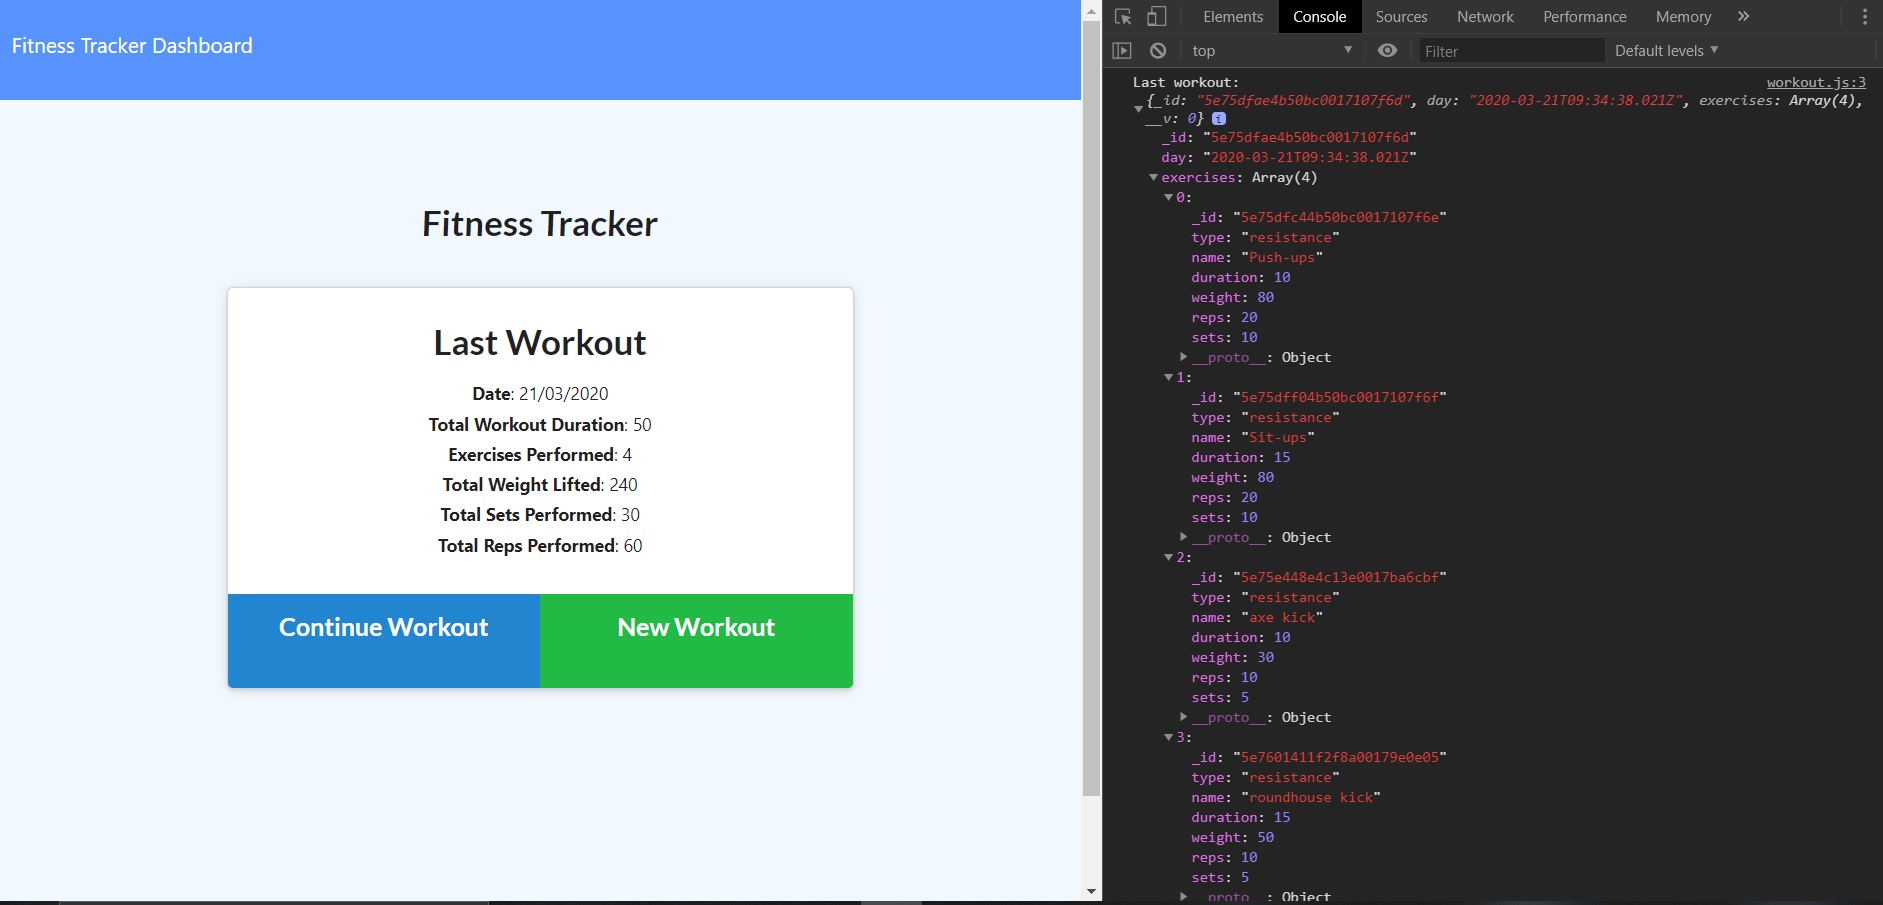 Fitness Tracker Dashboard
Fitness Tracker
Last Workout
Date: 21/03/2020
Total Workout Duration: 50
Exercises Performed: 4
Total Weight Lifted: 240
Total Sets Performed: 30
Total Reps Performed: 60
Continue Workout New Workout
Elements Console Sources Network Performance Memory »
top Filter Default levels
Last workout: workout.js:3
{_id: "5e75dfae4b50bc0017107f6d", day: "2020-03-21T09:34:38.021Z", exercises: Array(4),
__v: 0} i
_id: "5e75dfae4b50bc0017107f6d"
day: "2020-03-21T09:34:38.021Z"
exercises: Array(4)
0:
_id: "5e75dfc44b50bc0017107f6e"
type: "resistance"
name: "Push-ups"
duration: 10
weight: 80
reps: 20
sets: 10
__proto__: Object
1:
_id: "5e75dff04b50bc0017107f6f"
type: "resistance"
name: "Sit-ups"
duration: 15
weight: 80
reps: 20
sets: 10
__proto__: Object
2:
_id: "5e75e448e4c13e0017ba6cbf"
type: "resistance"
name: "axe kick"
duration: 10
weight: 30
reps: 10
sets: 5
__proto__: Object
3:
_id: "5e7601411f2f8a00179e0e05"
type: "resistance"
name: "roundhouse kick"
duration: 15
weight: 50
reps: 10
sets: 5
__proto__: Object